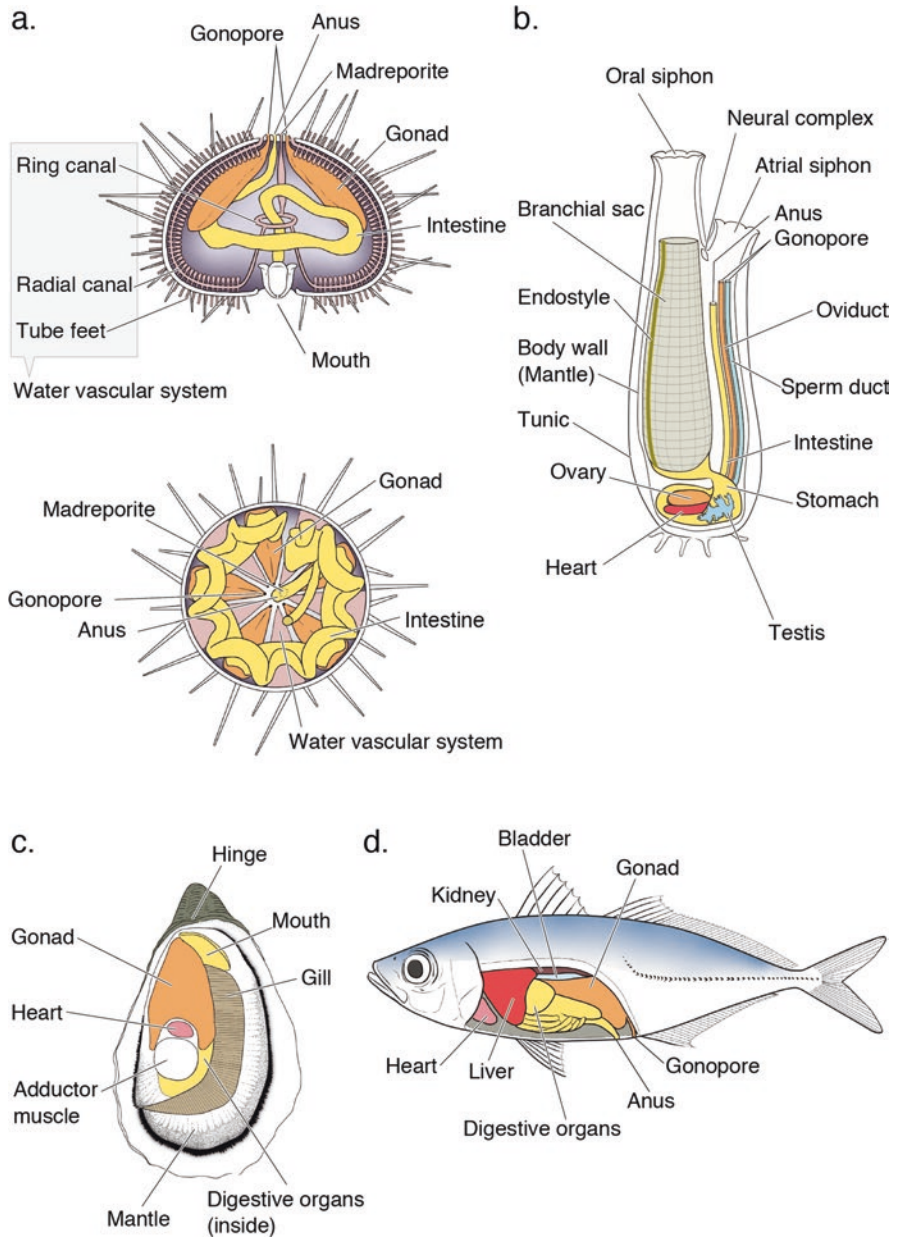 a.
Gonopore
Anus
Madreporite
Gonad
Ring canal
Intestine
Radial canal
Tube feet
Mouth
Water vascular system
Gonad
Madreporite
Gonopore
Anus
Intestine
Water vascular system
b.
Oral siphon
Neural complex
Atrial siphon
Branchial sac
Anus
Gonopore
Endostyle
Oviduct
Body wall
(Mantle)
Sperm duct
Tunic
Intestine
Ovary
Stomach
Heart
Testis
c.
Hinge
Mouth
Gonad
Gill
Heart
Adductor
muscle
Digestive organs
(inside)
Mantle
d.
Bladder
Gonad
Kidney
Heart
Liver
Gonopore
Anus
Digestive organs